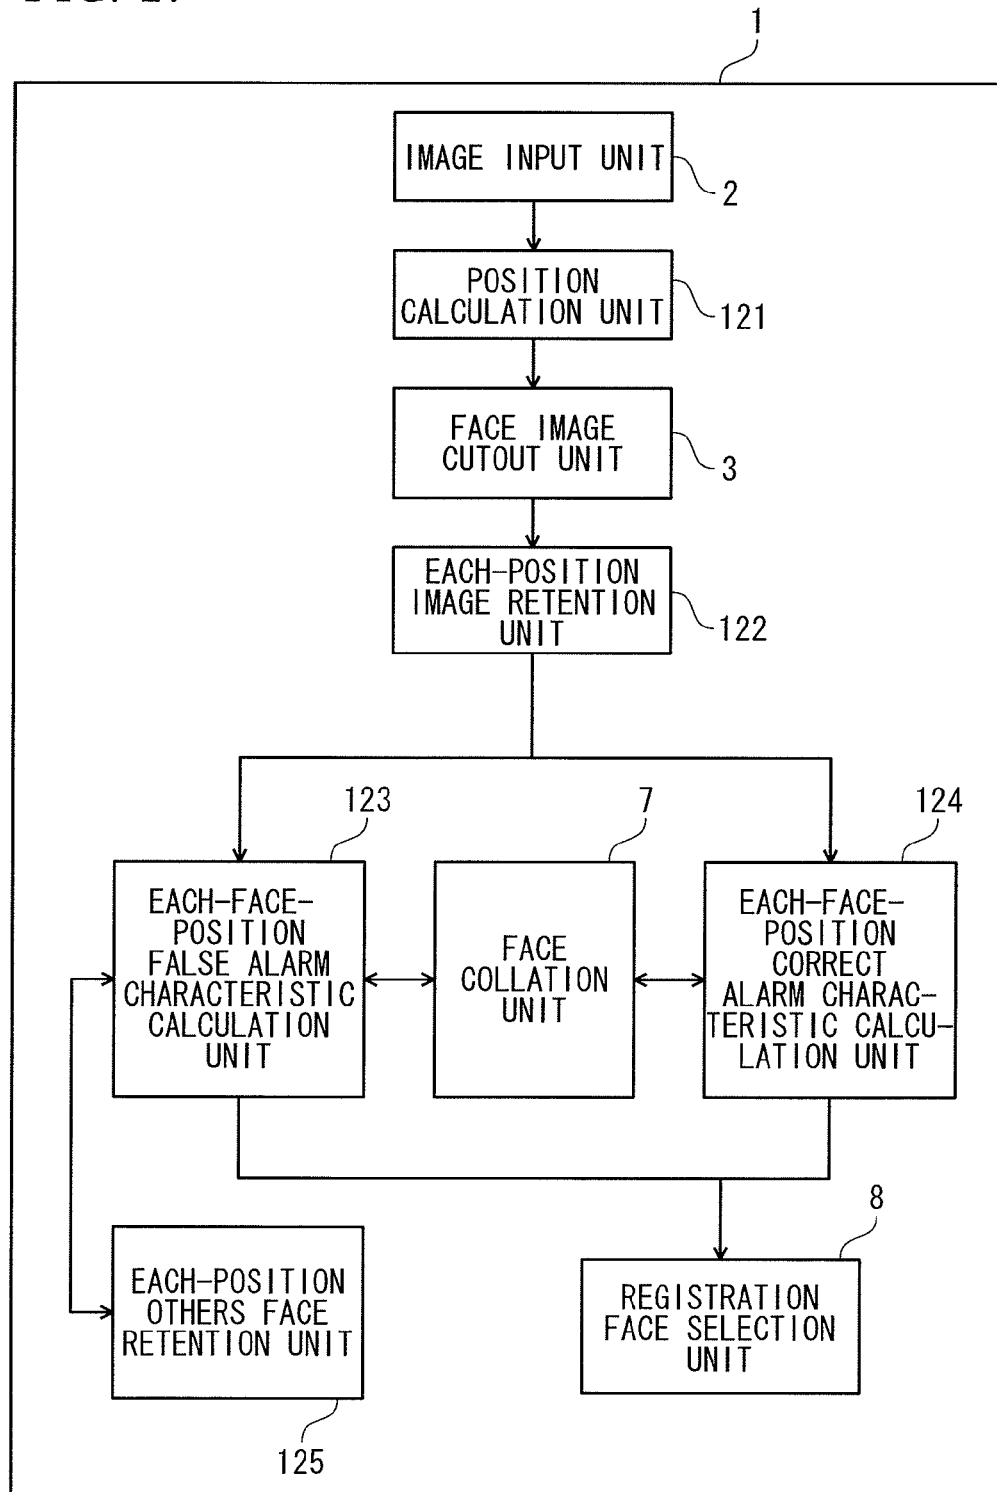 1
IMAGE INPUT UNIT
2
POSITION
CALCULATION UNIT
121
FACE IMAGE
CUTOUT UNIT
3
EACH-POSITION
IMAGE RETENTION
UNIT
122
123
7
124
EACH-FACE-
POSITION
FALSE ALARM
CHARACTERISTIC
CALCULATION
UNIT
FACE
COLLATION
UNIT
EACH-FACE-
POSITION
CORRECT
ALARM CHARAC-
TERISTIC CALCU-
LATION UNIT
EACH-POSITION
OTHERS FACE
RETENTION UNIT
125
8
REGISTRATION
FACE SELECTION
UNIT